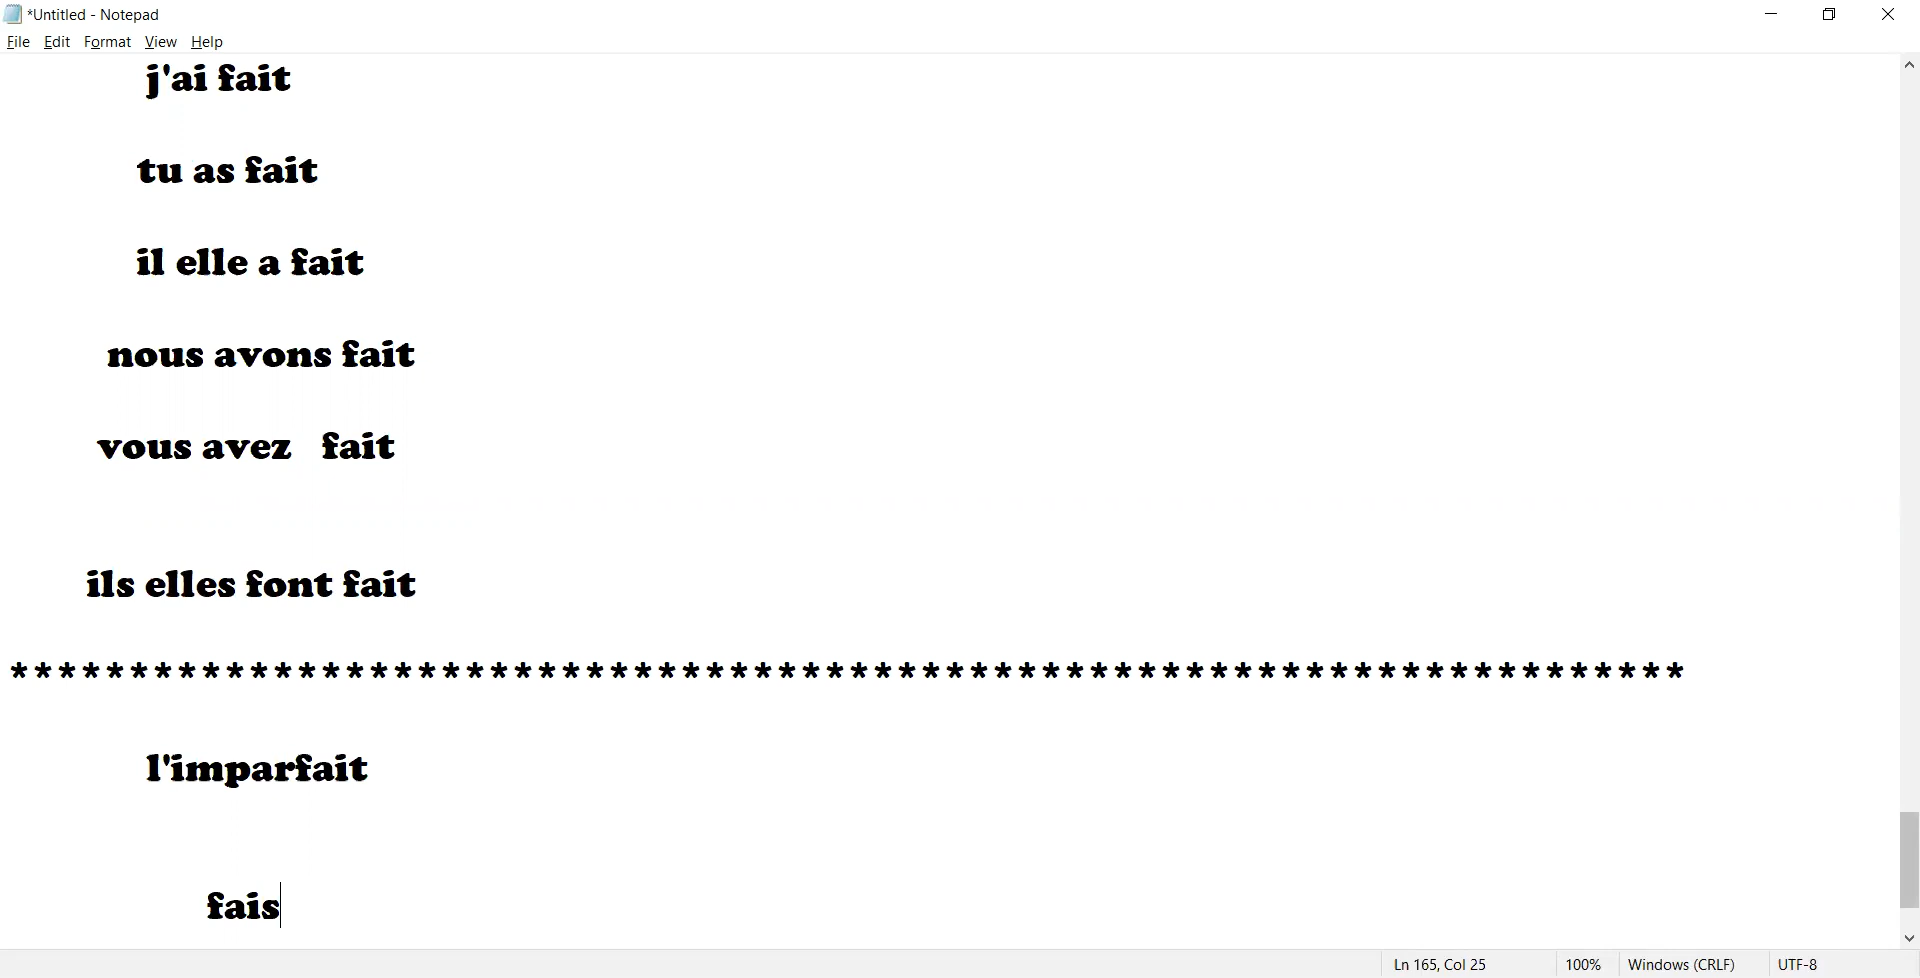 *Untitled - Notepad
File Edit Format View Help
j'ai fait
tu as fait
il elle a fait
nous avons fait
vous avez   fait
ils elles font fait
**********************************************************************
l'imparfait
fais
Ln 165, Col 25 100% Windows (CRLF) UTF-8